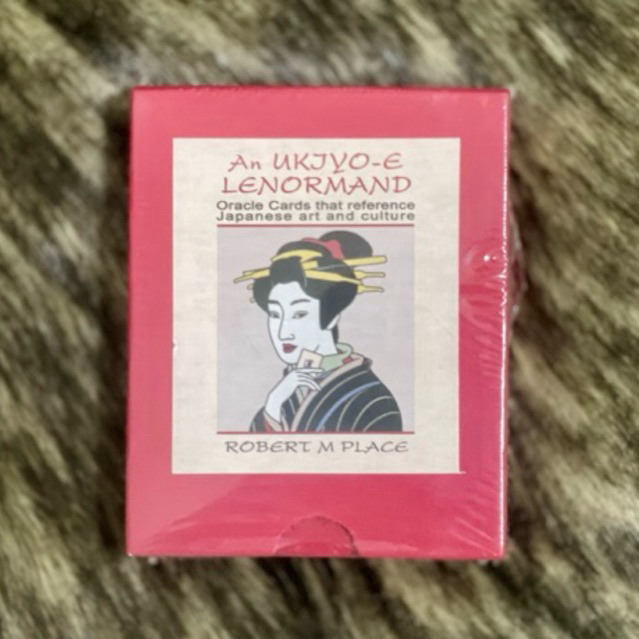 An UKIYO-E
LENORMAND
Oracle Cards that reference
Japanese art and culture
ROBERT M PLACE